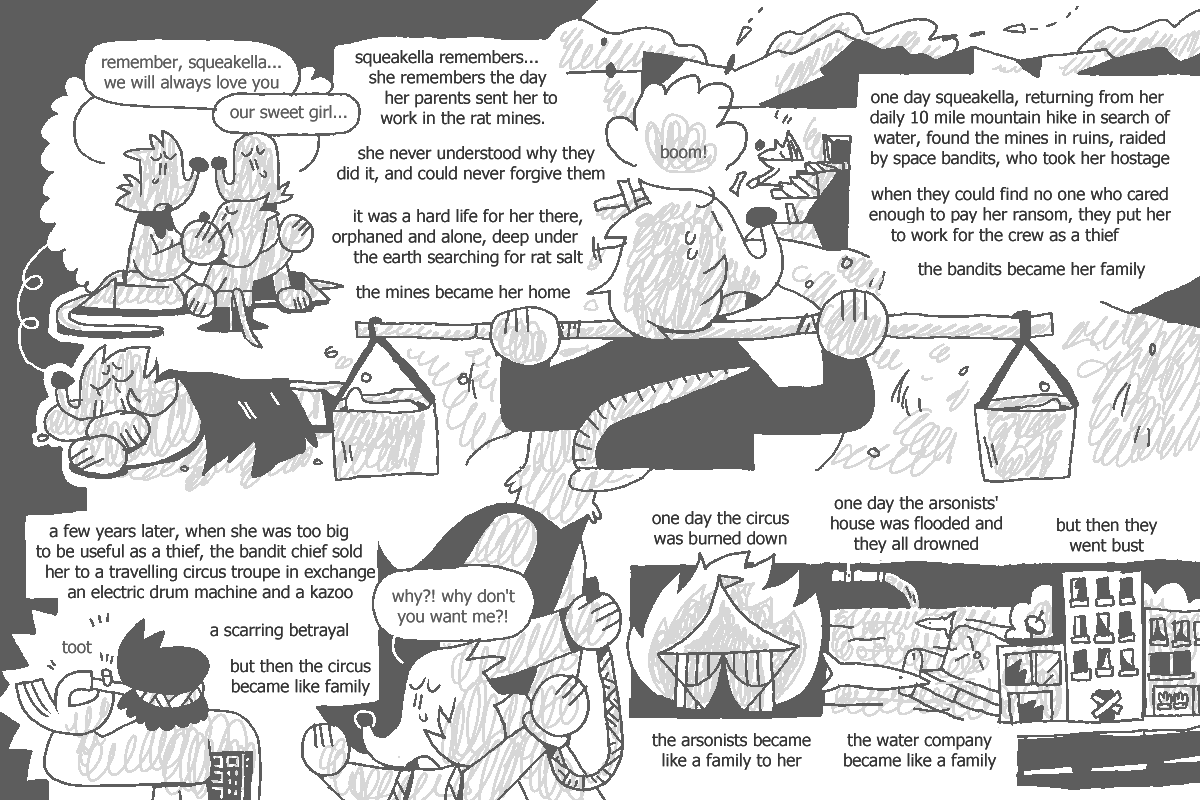 remember, squeakella...
we will always love you
our sweet girl...
squeakella remembers...
she remembers the day
her parents sent her to
work in the rat mines.
she never understood why they
did it, and could never forgive them
it was a hard life for her there,
orphaned and alone, deep under
the earth searching for rat salt
the mines became her home
boom!
one day squeakella, returning from her
daily 10 mile mountain hike in search of
water, found the mines in ruins, raided
by space bandits, who took her hostage
when they could find no one who cared
enough to pay her ransom, they put her
to work for the crew as a thief
the bandits became her family
a few years later, when she was too big
to be useful as a thief, the bandit chief sold
her to a travelling circus troupe in exchange
an electric drum machine and a kazoo
toot
a scarring betrayal
but then the circus
became like family
why?! why don't
you want me?!
one day the circus
was burned down
the arsonists became
like a family to her
one day the arsonists'
house was flooded and
they all drowned
the water company
became like a family
but then they
went bust